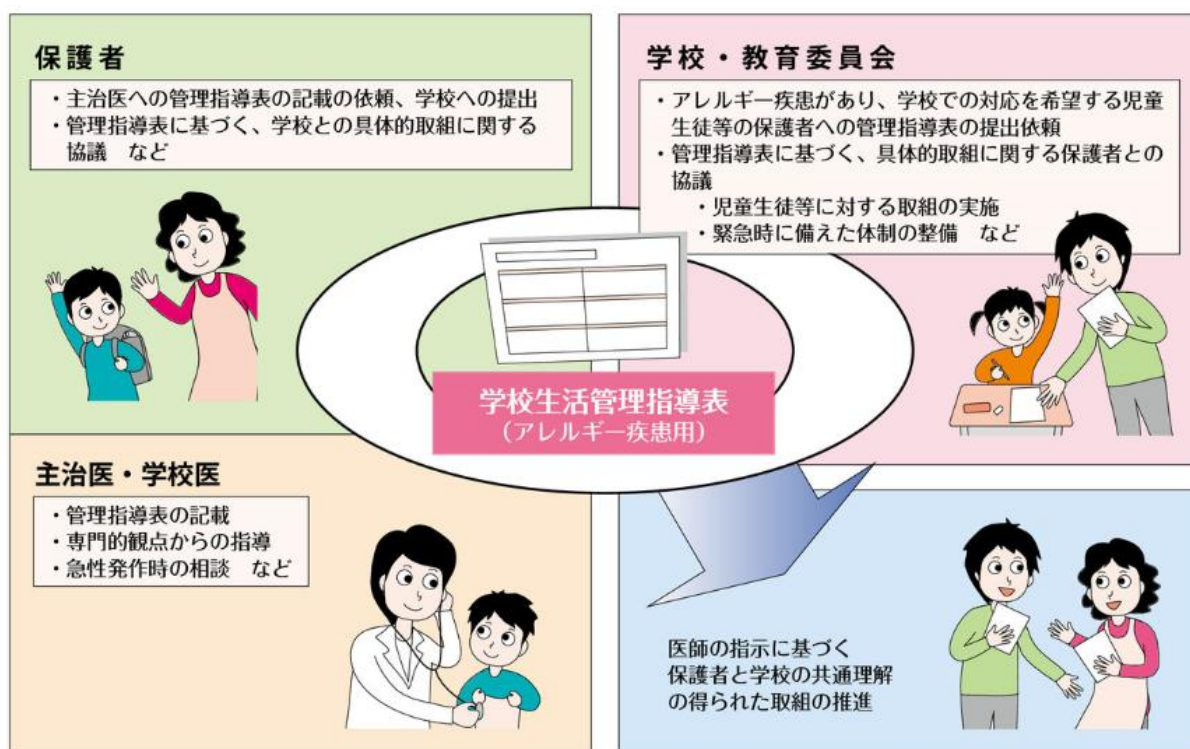 保護者
・主治医への管理指導表の記載の依頼、学校への提出
・管理指導表に基づく、学校との具体的取組に関する
協議　など
学校・教育委員会
・アレルギー疾患があり、学校での対応を希望する児童
生徒等の保護者への管理指導表の提出依頼
・管理指導表に基づく、具体的取組に関する保護者との
協議
・児童生徒等に対する取組の実施
・緊急時に備えた体制の整備　など
学校生活管理指導表
（アレルギー疾患用）
主治医・学校医
・管理指導表の記載
・専門的観点からの指導
・急性発作時の相談　など
医師の指示に基づく
保護者と学校の共通理解
の得られた取組の推進